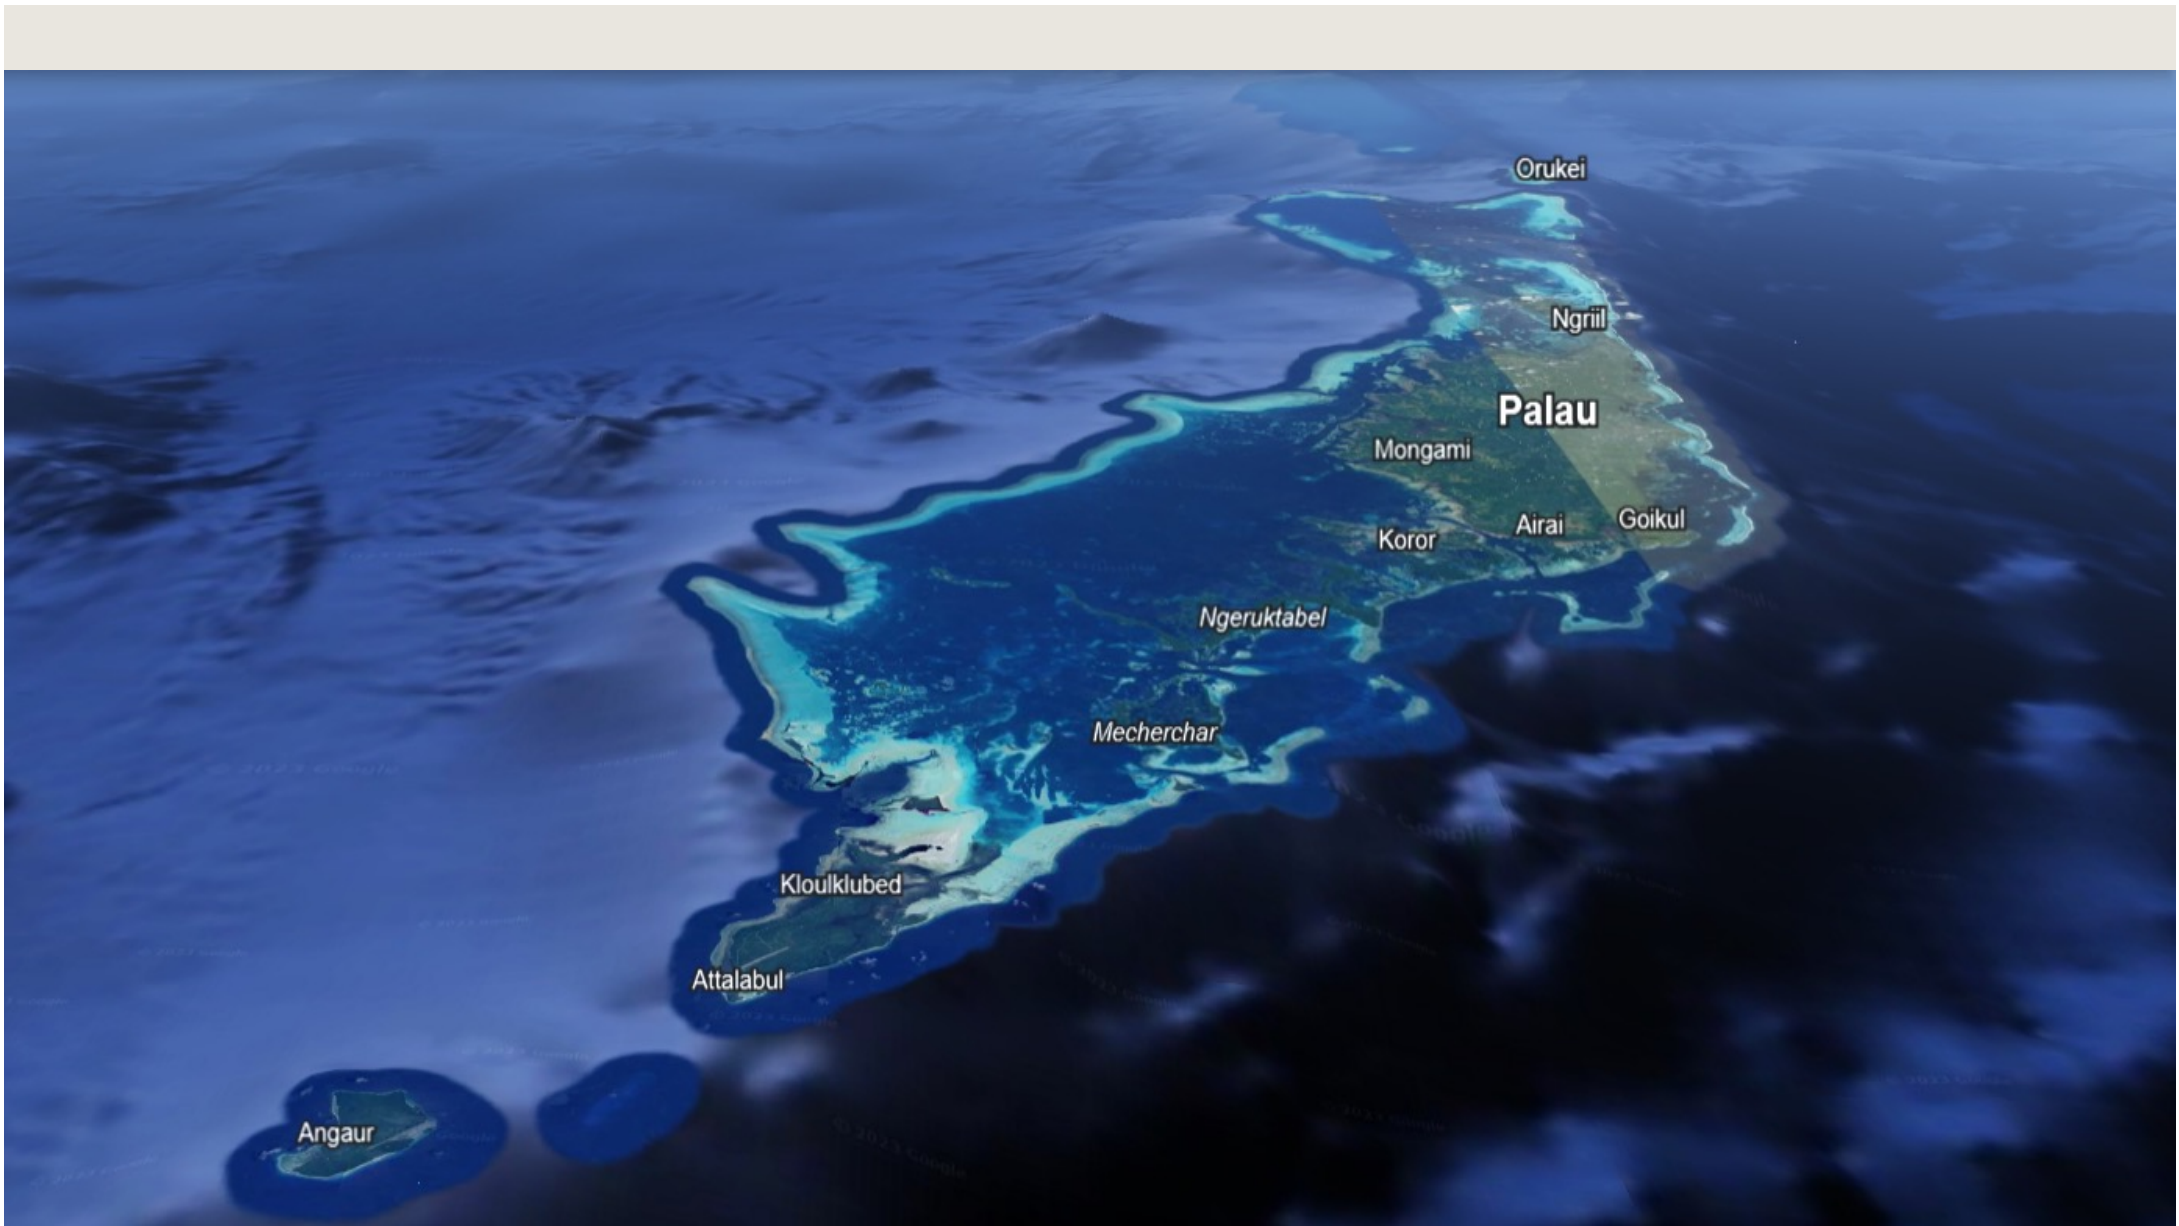 Orukei
Ngriil
Palau
Mongami
Goikul
Airai
Koror
Ngeruktabel
Mecherchar
Kloulklubed
Attalabul
Angaur